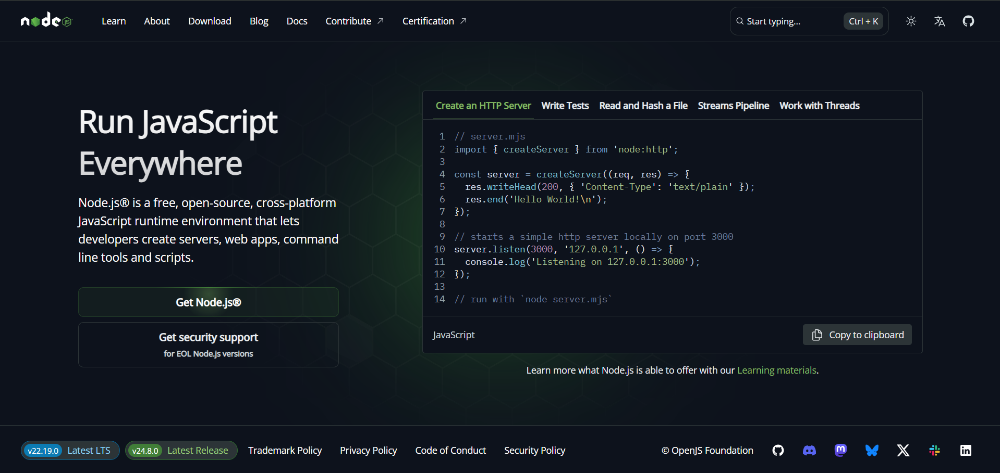 node JS
Learn
About
Download
Blog
Docs
Contribute
Certification
Start typing...
Ctrl + K
Run JavaScript
Everywhere
Node.js® is a free, open-source, cross-platform
JavaScript runtime environment that lets
developers create servers, web apps, command
line tools and scripts.
Get Node.js®
Get security support
for EOL Node.js versions
Create an HTTP Server
Write Tests
Read and Hash a File
Streams Pipeline
Work with Threads
1 // server.mjs
2 import { createServer } from 'node:http';
3
4 const server = createServer((req, res) => {
5   res.writeHead(200, { 'Content-Type': 'text/plain' });
6   res.end('Hello World!\n');
7 });
8
9 // starts a simple http server locally on port 3000
10 server.listen(3000, '127.0.0.1', () => {
11   console.log('Listening on 127.0.0.1:3000');
12 });
13
14 // run with `node server.mjs`
JavaScript
Copy to clipboard
Learn more what Node.js is able to offer with our Learning materials.
v22.19.0 Latest LTS
v24.8.0 Latest Release
Trademark Policy
Privacy Policy
Code of Conduct
Security Policy
© OpenJS Foundation